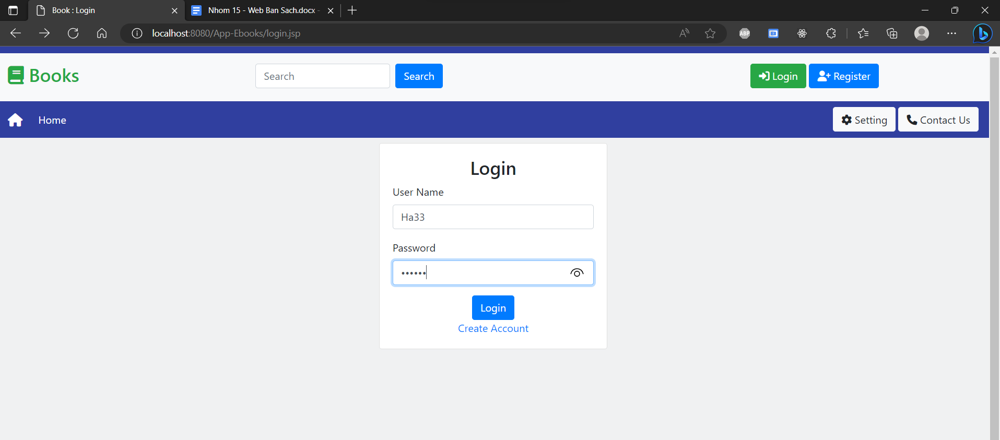 Book : Login
Nhom 15 - Web Ban Sach.docx -
localhost:8080/App-Ebooks/login.jsp
ABP
Books
Search
Search
Login
Register
Home
Setting
Contact Us
Login
User Name
Ha33
Password
••••••
Login
Create Account